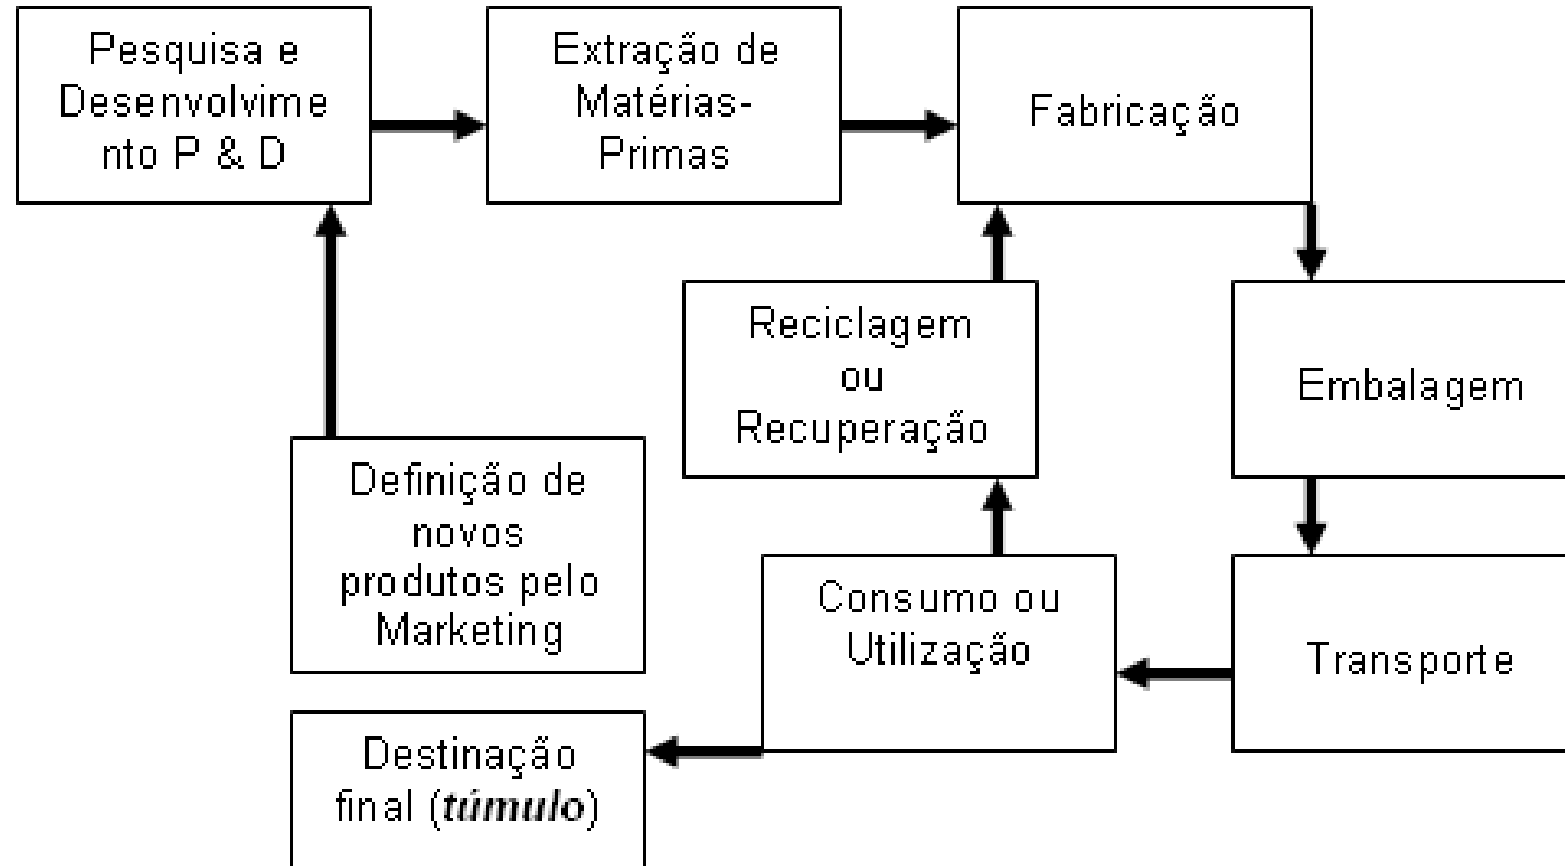 Pesquisa e
Desenvolvime
nto P & D
Extração de
Matérias-
Primas
Fabricação
Reciclagem
ou
Recuperação
Embalagem
Definição de
novos
produtos pelo
Marketing
Consumo ou
Utilização
Transporte
Destinação
final (túmulo)